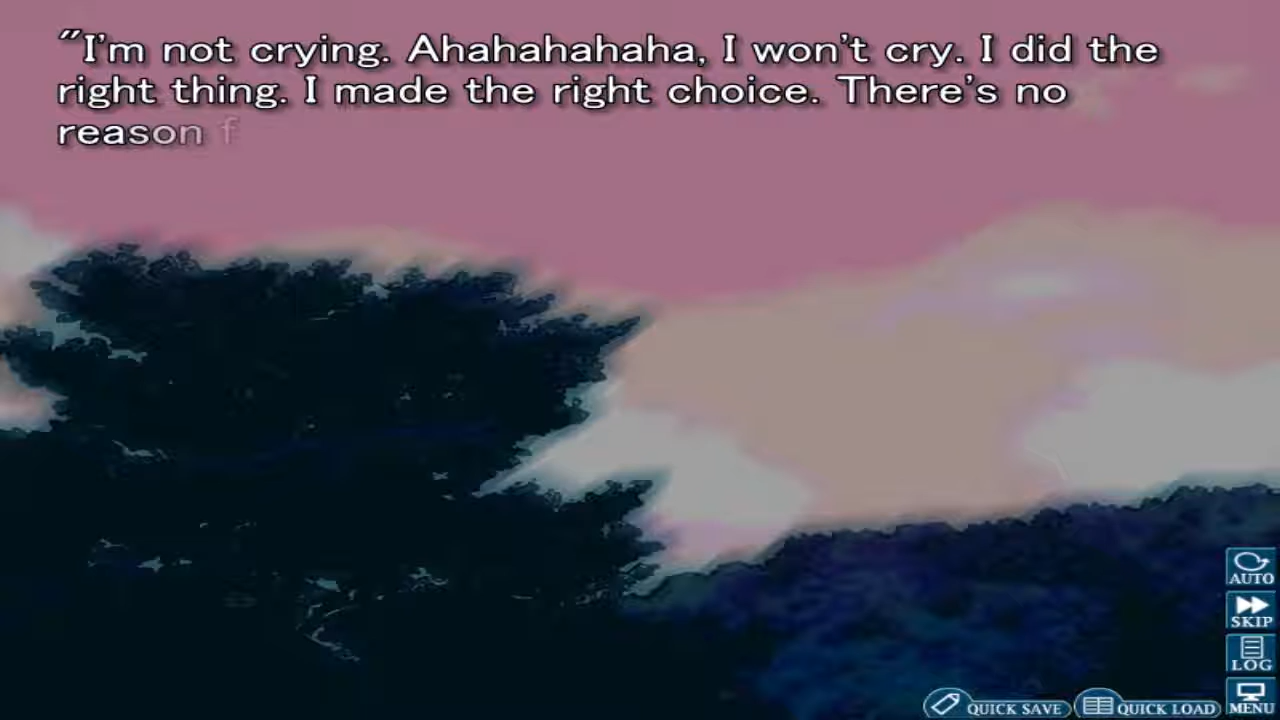 "I'm not crying. Ahahahahaha, I won't cry. I did the
right thing. I made the right choice. There's no
reason f
AUTO
SKIP
LOG
QUICK SAVE
QUICK LOAD
MENU